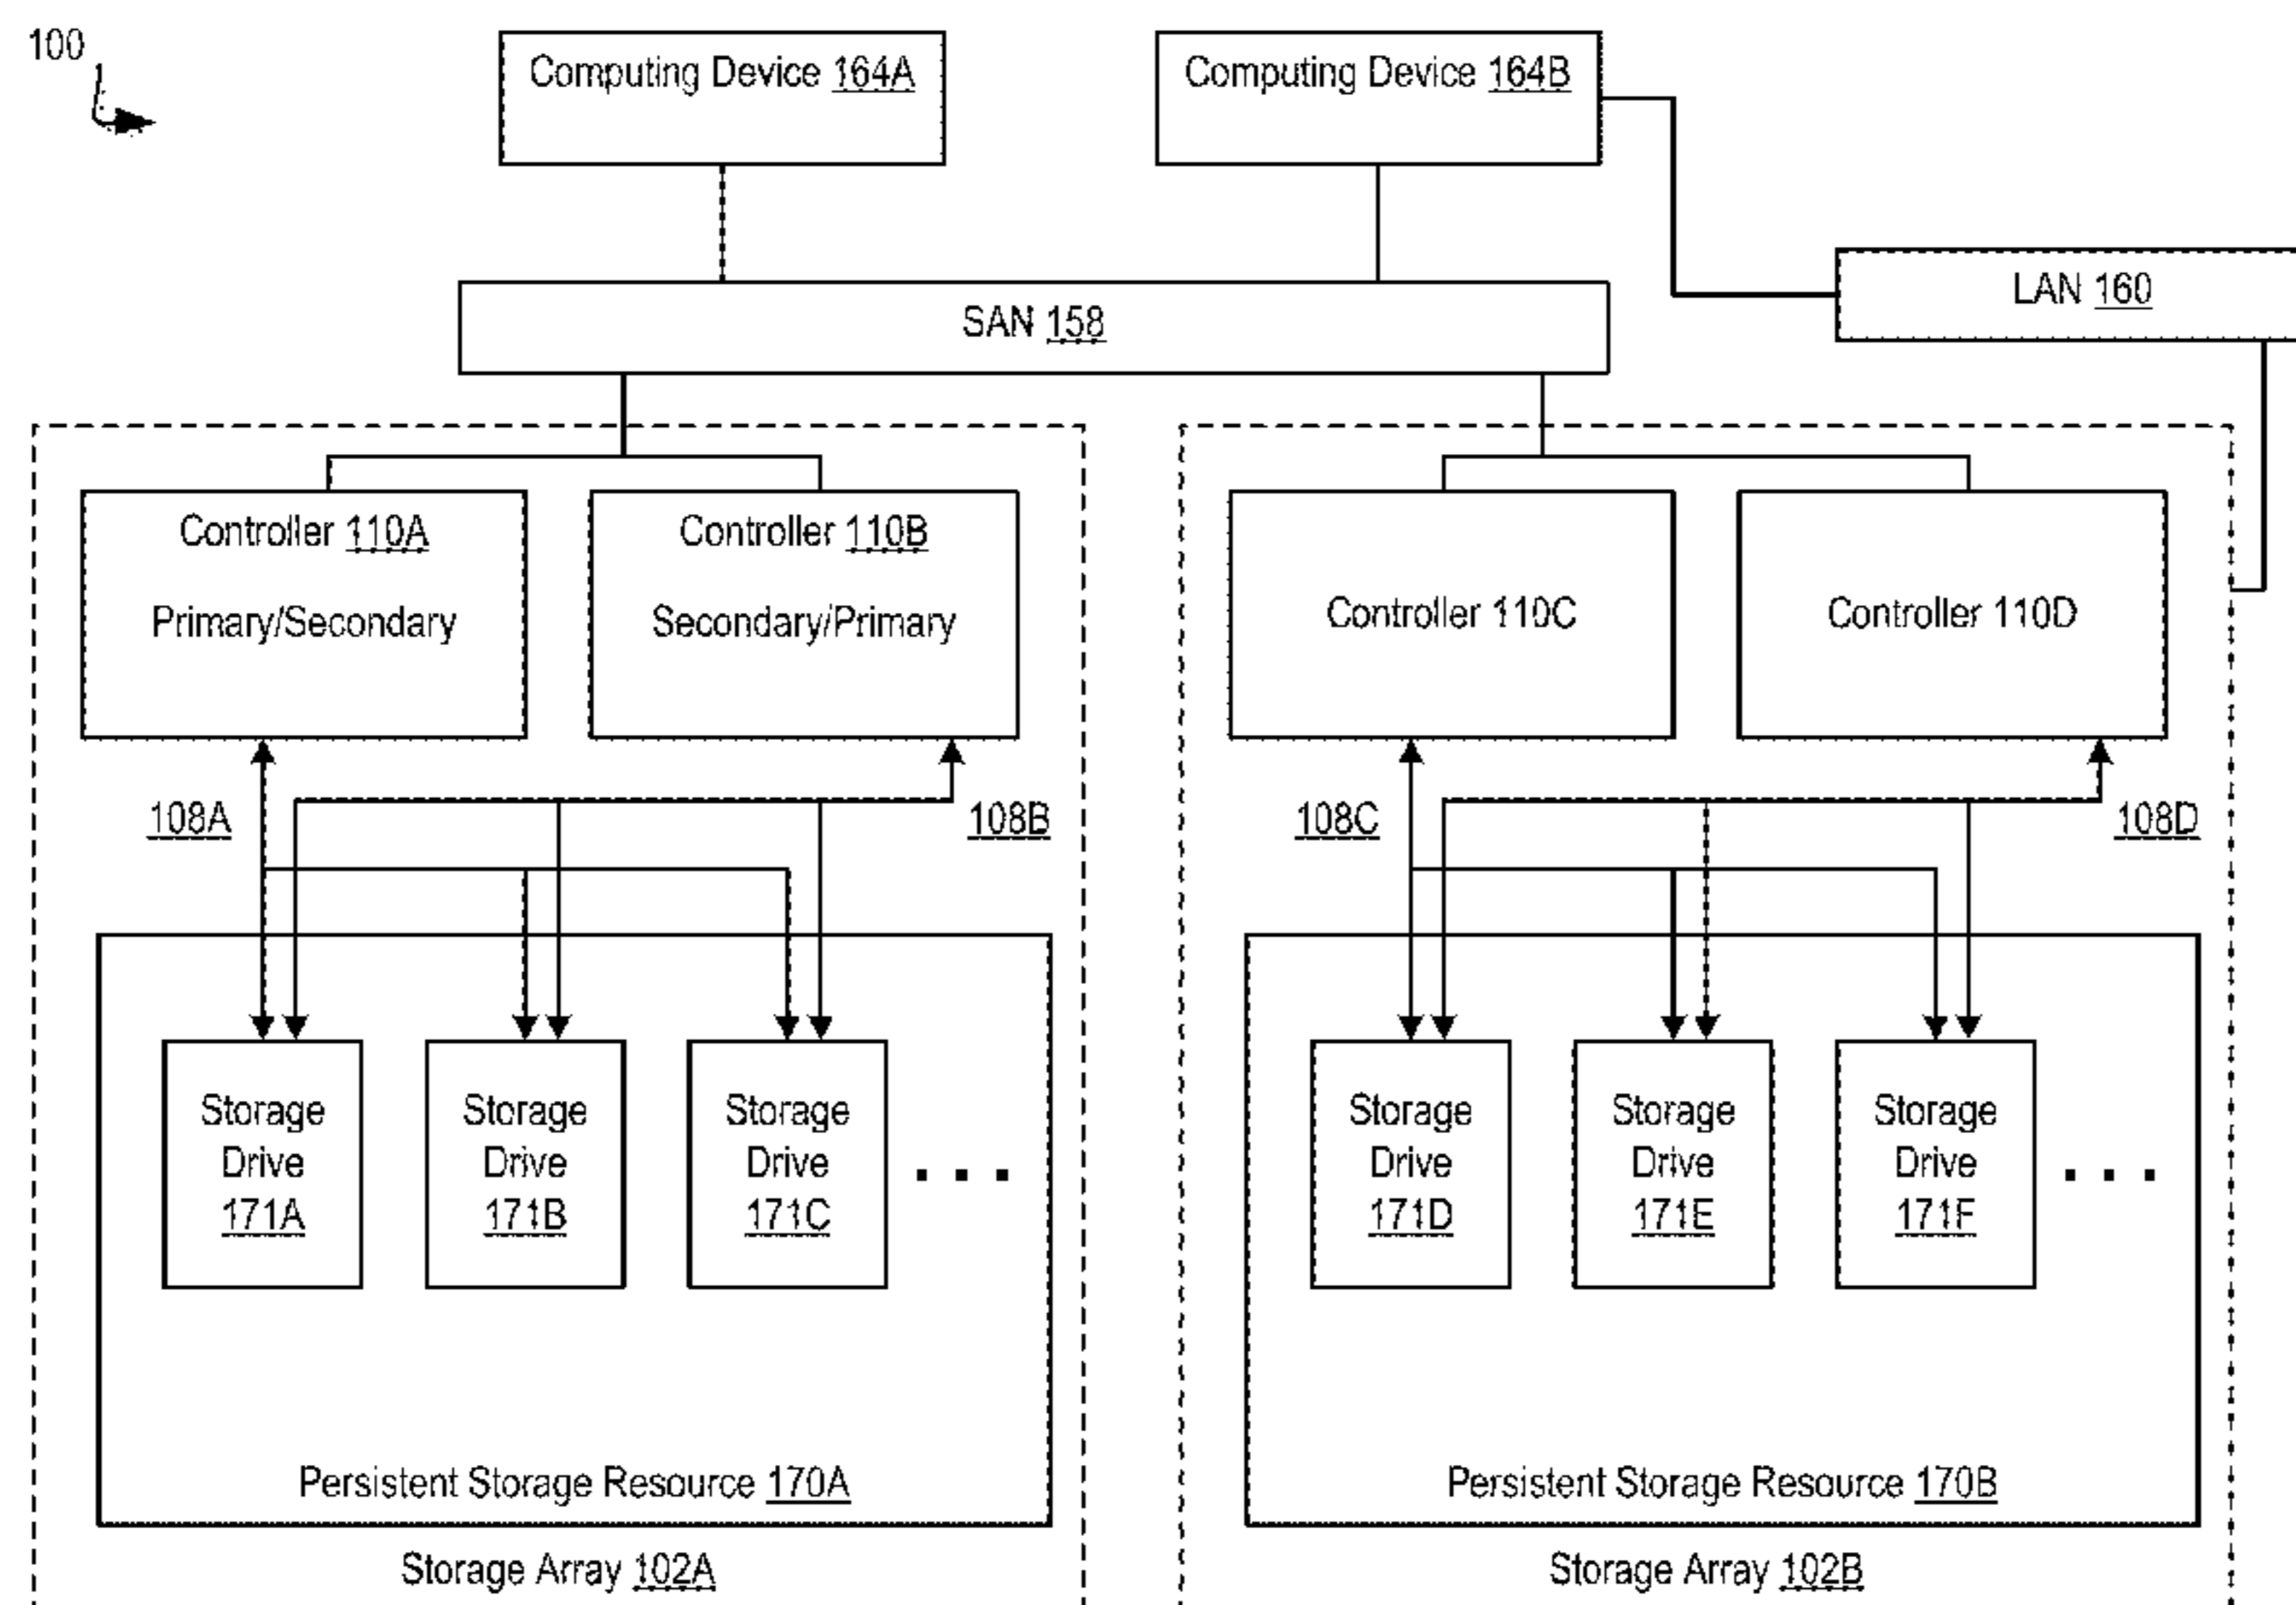 100
Computing Device 164A
Computing Device 164B
LAN 160
SAN 158
Controller 110A
Primary/Secondary
Controller 110B
Secondary/Primary
Controller 110C
Controller 110D
108A
108B
108C
108D
Storage
Drive
171A
Storage
Drive
171B
Storage
Drive
171C
. . .
Storage
Drive
171D
Storage
Drive
171E
Storage
Drive
171F
. . .
Persistent Storage Resource 170A
Persistent Storage Resource 170B
Storage Array 102A
Storage Array 102B